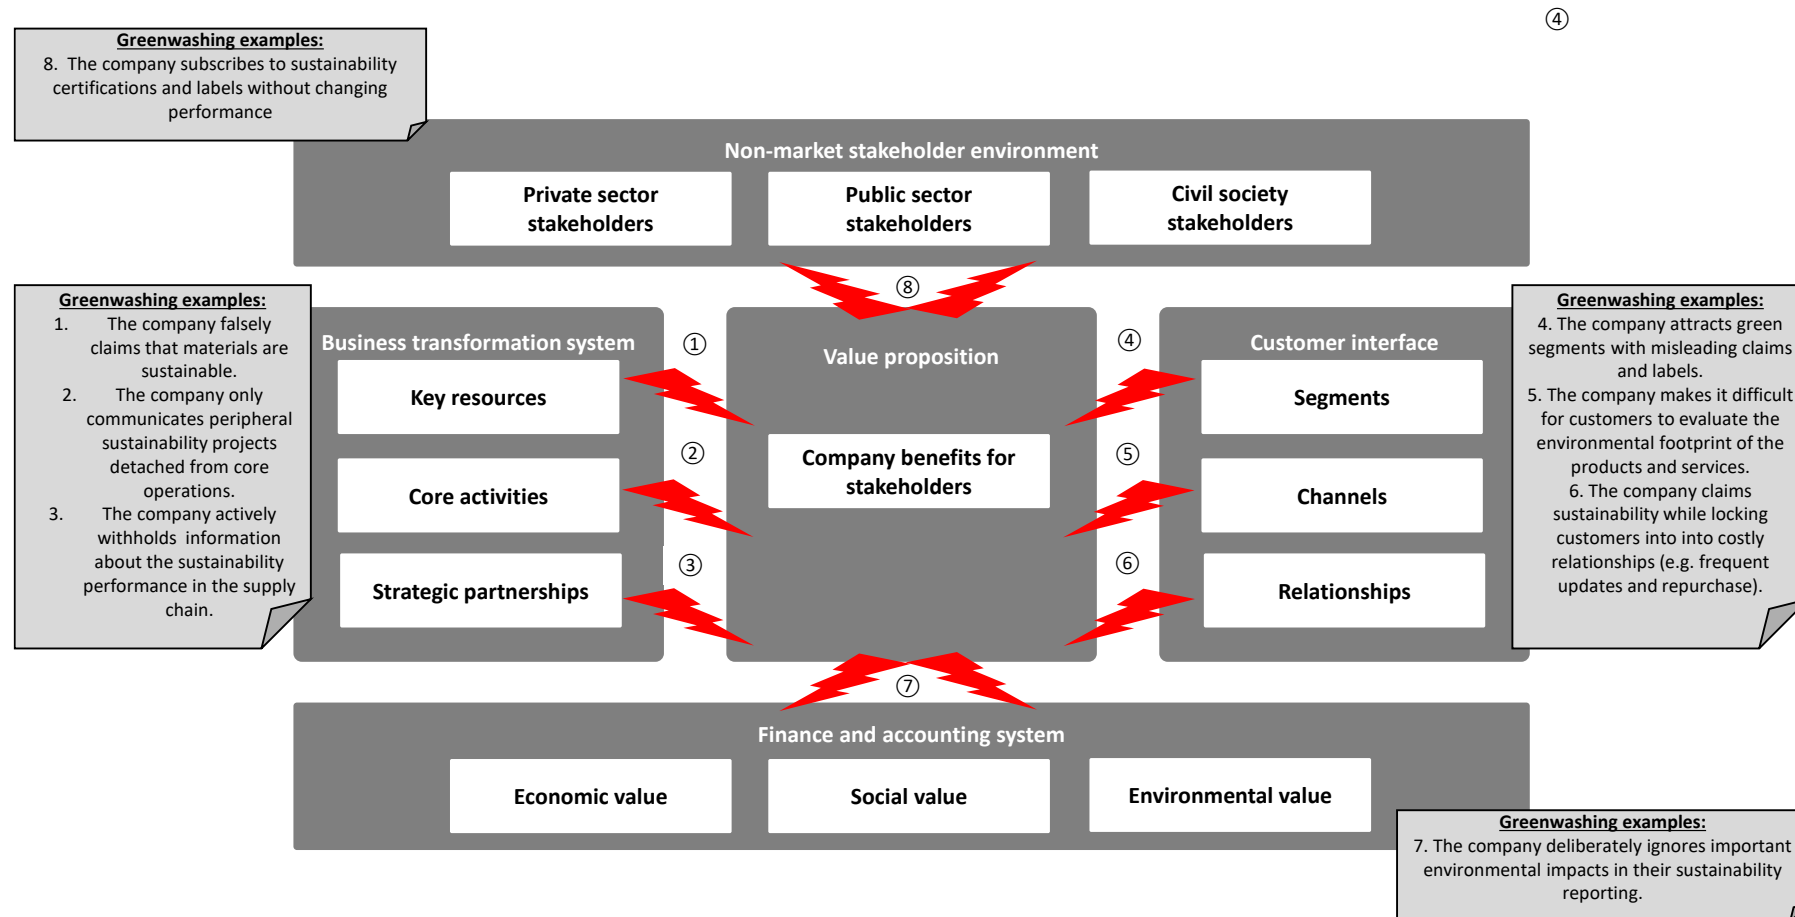 ④
Greenwashing examples:
8. The company subscribes to sustainability
certifications and labels without changing
performance
Non-market stakeholder environment
Private sector
stakeholders
Public sector
stakeholders
Civil society
stakeholders
⑧
Greenwashing examples:
1. The company falsely
claims that materials are
sustainable.
2. The company only
communicates peripheral
sustainability projects
detached from core
operations.
3. The company actively
withholds information
about the sustainability
performance in the supply
chain.
Business transformation system
Key resources
Core activities
Strategic partnerships
①
②
③
Value proposition
Company benefits for
stakeholders
④
⑤
⑥
Customer interface
Segments
Channels
Relationships
Greenwashing examples:
4. The company attracts green
segments with misleading claims
and labels.
5. The company makes it difficult
for customers to evaluate the
environmental footprint of the
products and services.
6. The company claims
sustainability while locking
customers into into costly
relationships (e.g. frequent
updates and repurchase).
⑦
Finance and accounting system
Economic value
Social value
Environmental value
Greenwashing examples:
7. The company deliberately ignores important
environmental impacts in their sustainability
reporting.